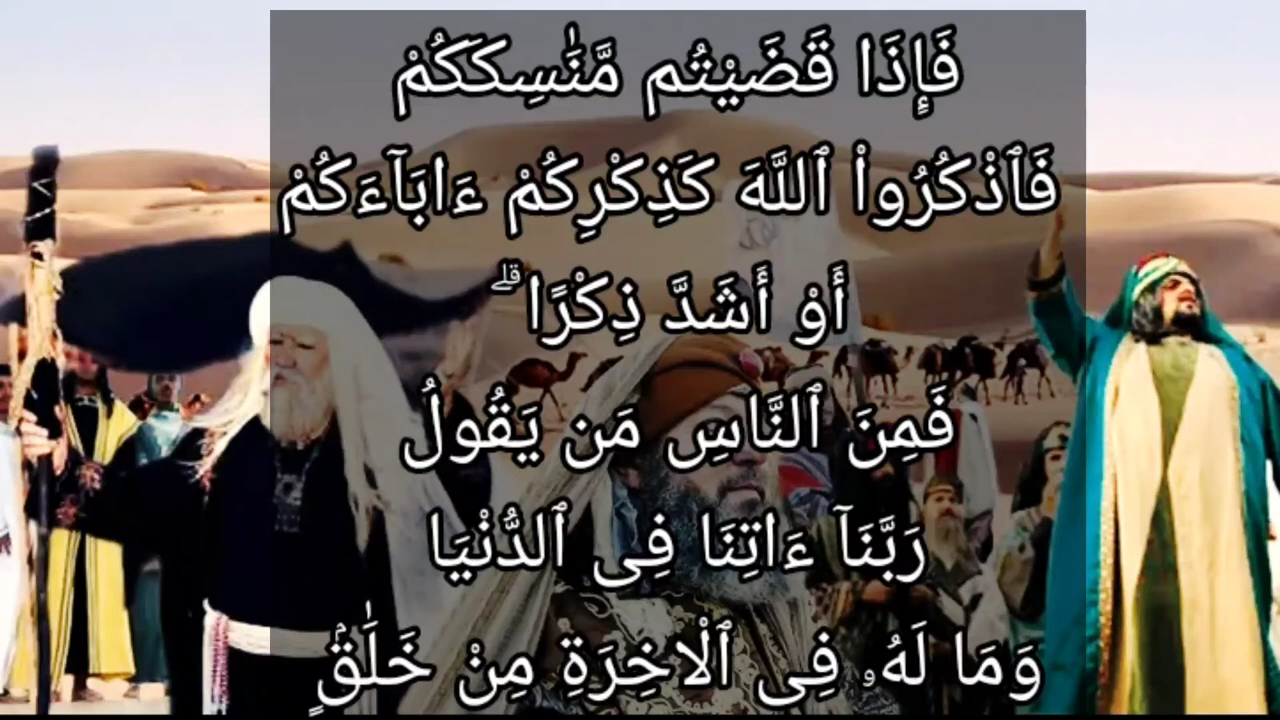 فَإِذَا قَضَيْتُم مَّنَٰسِكَكُمْ
فَٱذْكُرُوا۟ ٱللَّهَ كَذِكْرِكُمْ ءَابَآءَكُمْ
أَوْ أَشَدَّ ذِكْرًا ۗ
فَمِنَ ٱلنَّاسِ مَن يَقُولُ
رَبَّنَآ ءَاتِنَا فِى ٱلدُّنْيَا
وَمَا لَهُۥ فِى ٱلْـَٔاخِرَةِ مِنْ خَلَٰقٍۢ